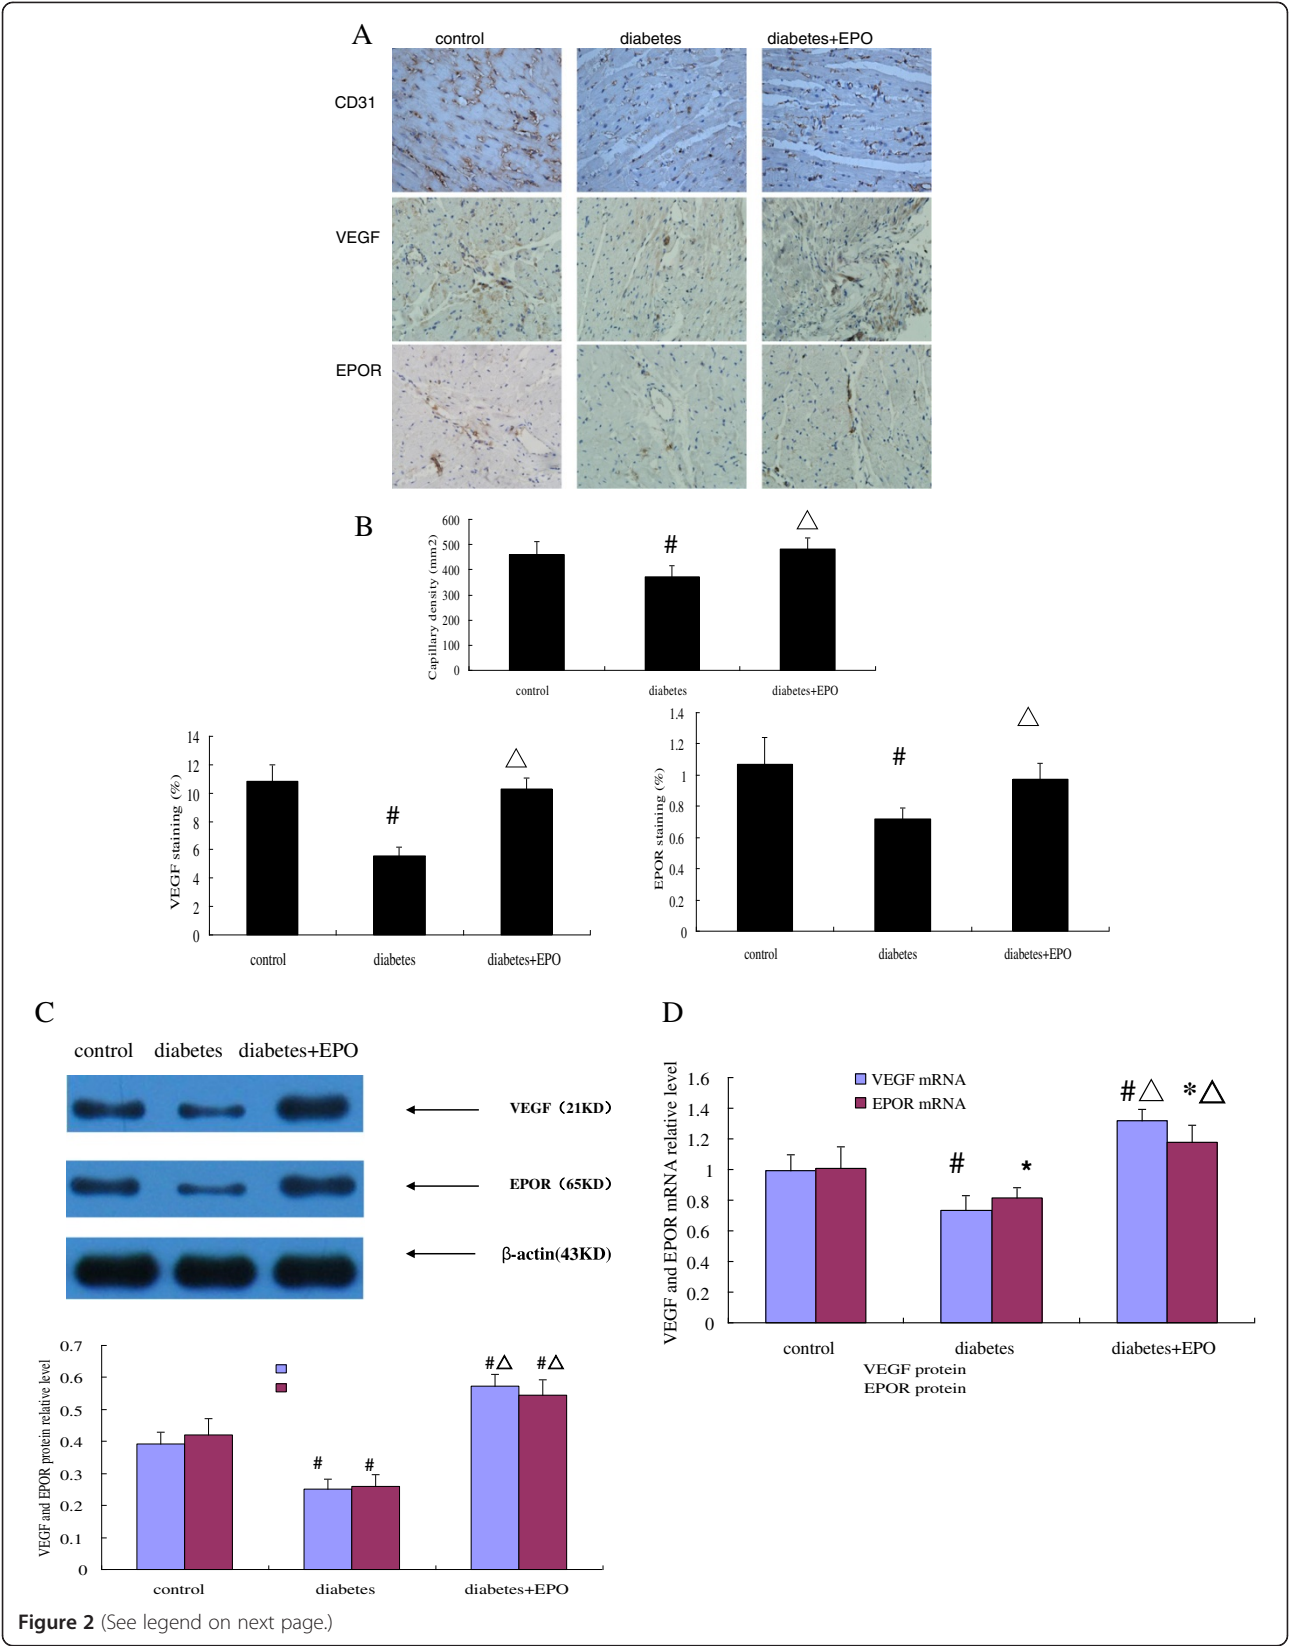 A
control diabetes diabetes+EPO
CD31
VEGF
EPOR
B
Capillary density (mm2)
600
500
400
300
200
100
0
#
△
control diabetes diabetes+EPO
VEGF staining (%)
14
12
10
8
6
4
2
0
#
△
control diabetes diabetes+EPO
EPOR staining (%)
1.4
1.2
1
0.8
0.6
0.4
0.2
0
#
△
control diabetes diabetes+EPO
C
control diabetes diabetes+EPO
VEGF（21KD）
EPOR（65KD）
β-actin(43KD)
VEGF and EPOR protein relative level
0.7
0.6
0.5
0.4
0.3
0.2
0.1
0
# #
#△ #△
control diabetes diabetes+EPO
D
VEGF and EPOR mRNA relative level
1.6
1.4
1.2
1
0.8
0.6
0.4
0.2
0
VEGF mRNA
EPOR mRNA
# *
#△ *△
control diabetes diabetes+EPO
VEGF protein
EPOR protein
Figure 2 (See legend on next page.)